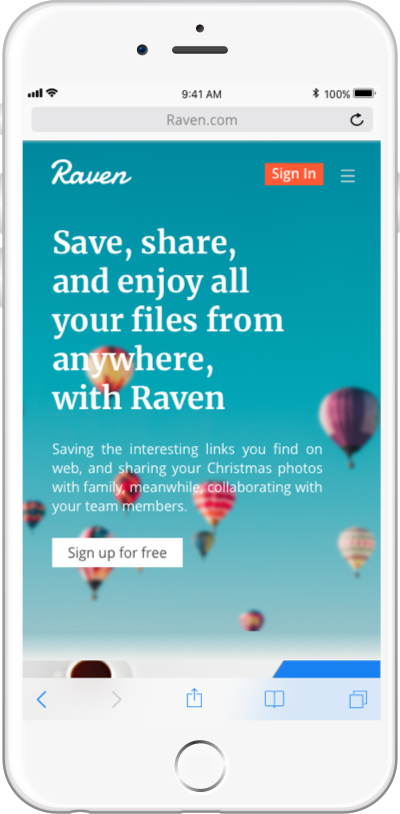 9:41 AM 100%
Raven.com
Raven Sign In
Save, share,
and enjoy all
your files from
anywhere,
with Raven
Saving the interesting links you find on
web, and sharing your Christmas photos
with family, meanwhile, collaborating with
your team members.
Sign up for free